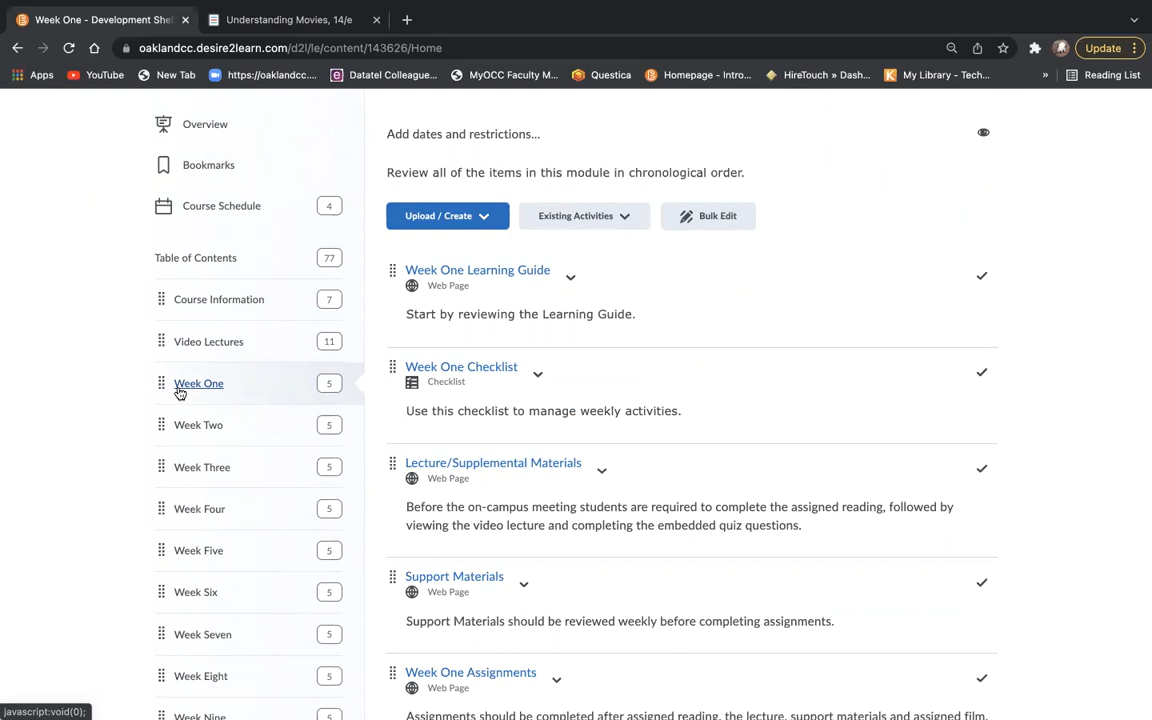 Week One - Development Shel
Understanding Movies, 14/e
oaklandcc.desire2learn.com/d2l/le/content/143626/Home
Update
Apps
YouTube
New Tab
https://oaklandcc....
Datatel Colleague...
MyOCC Faculty M...
Questica
Homepage - Intro...
HireTouch » Dash...
My Library - Tech...
»
Reading List
Overview
Bookmarks
Course Schedule
4
Table of Contents
77
Course Information
7
Video Lectures
11
Week One
5
Week Two
5
Week Three
5
Week Four
5
Week Five
5
Week Six
5
Week Seven
5
Week Eight
5
Week Nine
5
javascript:void(0);
Add dates and restrictions...
Review all of the items in this module in chronological order.
Upload / Create
Existing Activities
Bulk Edit
Week One Learning Guide
Web Page
Start by reviewing the Learning Guide.
Week One Checklist
Checklist
Use this checklist to manage weekly activities.
Lecture/Supplemental Materials
Web Page
Before the on-campus meeting students are required to complete the assigned reading, followed by
viewing the video lecture and completing the embedded quiz questions.
Support Materials
Web Page
Support Materials should be reviewed weekly before completing assignments.
Week One Assignments
Web Page
Assignments should be completed after assigned reading, the lecture, support materials and assigned film.